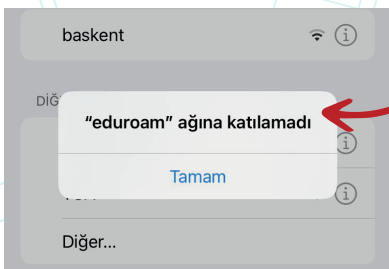 baskent
DİĞ
“eduroam” ağına katılamadı
Tamam
Diğer...